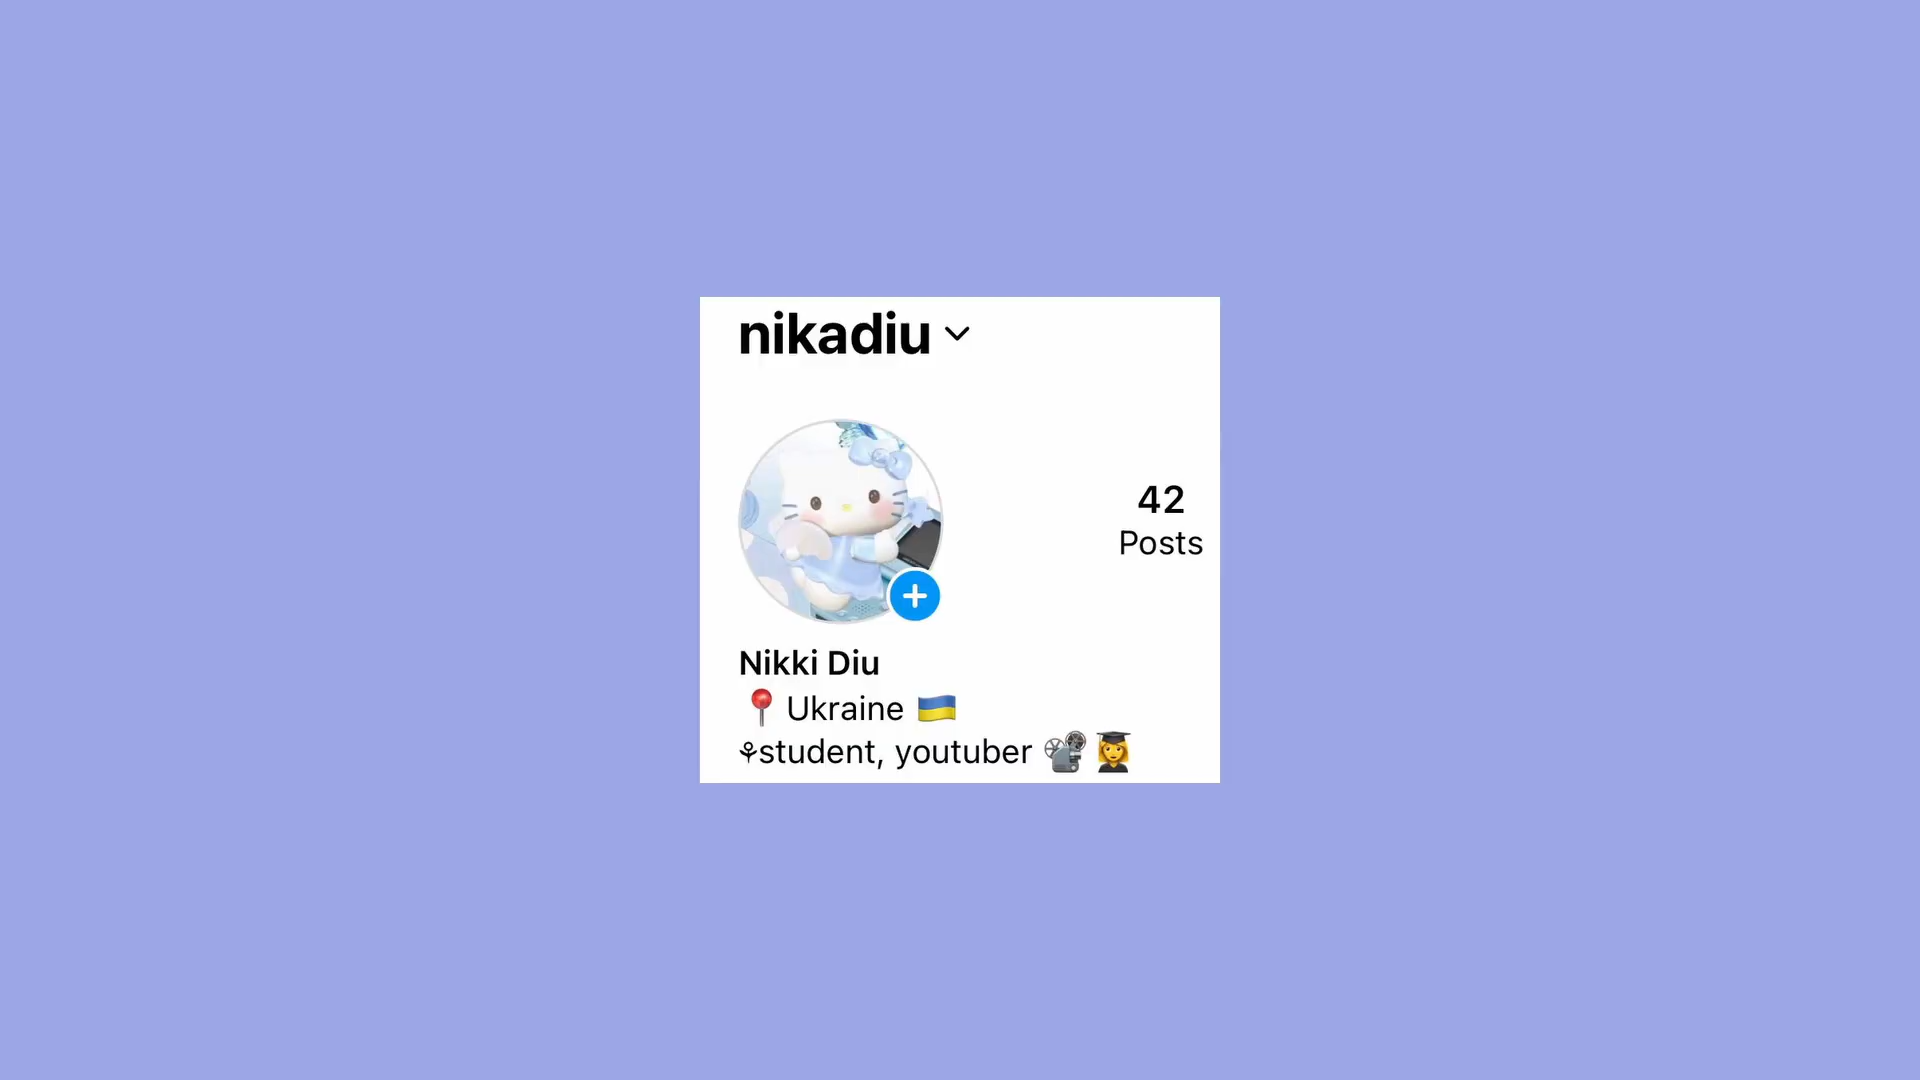 nikadiu
42
Posts
Nikki Diu
📍 Ukraine 🇺🇦
⚘student, youtuber 📽️👩‍🎓